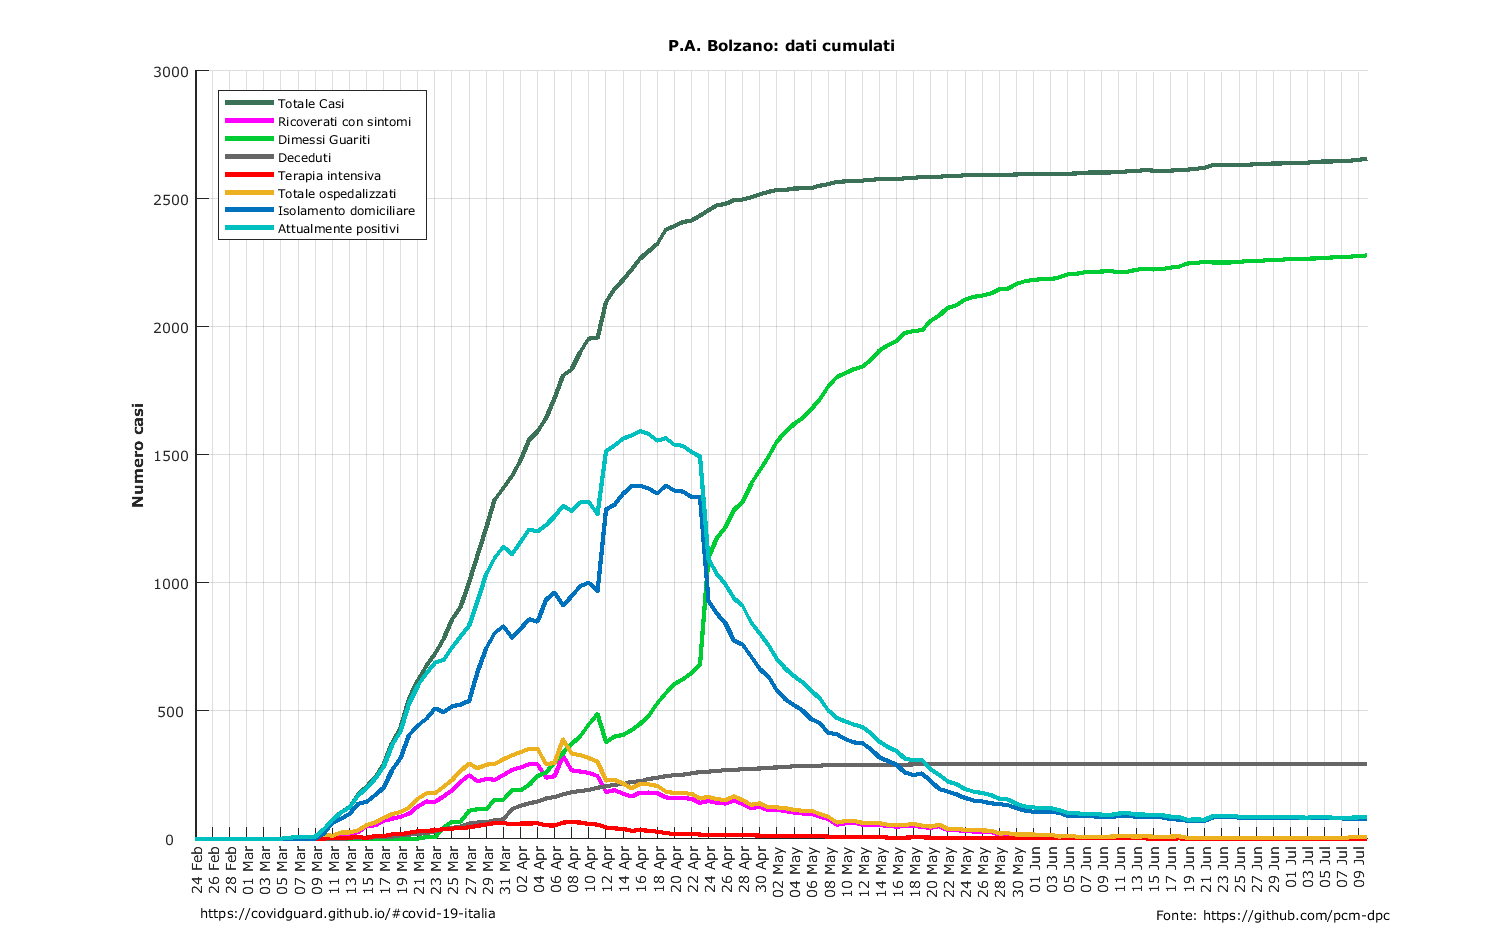 P.A. Bolzano: dati cumulati
3000
2500
2000
1500
1000
500
0
Numero casi
Totale Casi
Ricoverati con sintomi
Dimessi Guariti
Deceduti
Terapia intensiva
Totale ospedalizzati
Isolamento domiciliare
Attualmente positivi
24 Feb
26 Feb
28 Feb
01 Mar
03 Mar
05 Mar
07 Mar
09 Mar
11 Mar
13 Mar
15 Mar
17 Mar
19 Mar
21 Mar
23 Mar
25 Mar
27 Mar
29 Mar
31 Mar
02 Apr
04 Apr
06 Apr
08 Apr
10 Apr
12 Apr
14 Apr
16 Apr
18 Apr
20 Apr
22 Apr
24 Apr
26 Apr
28 Apr
30 Apr
02 May
04 May
06 May
08 May
10 May
12 May
14 May
16 May
18 May
20 May
22 May
24 May
26 May
28 May
30 May
01 Jun
03 Jun
05 Jun
07 Jun
09 Jun
11 Jun
13 Jun
15 Jun
17 Jun
19 Jun
21 Jun
23 Jun
25 Jun
27 Jun
29 Jun
01 Jul
03 Jul
05 Jul
07 Jul
09 Jul
https://covidguard.github.io/#covid-19-italia
Fonte: https://github.com/pcm-dpc